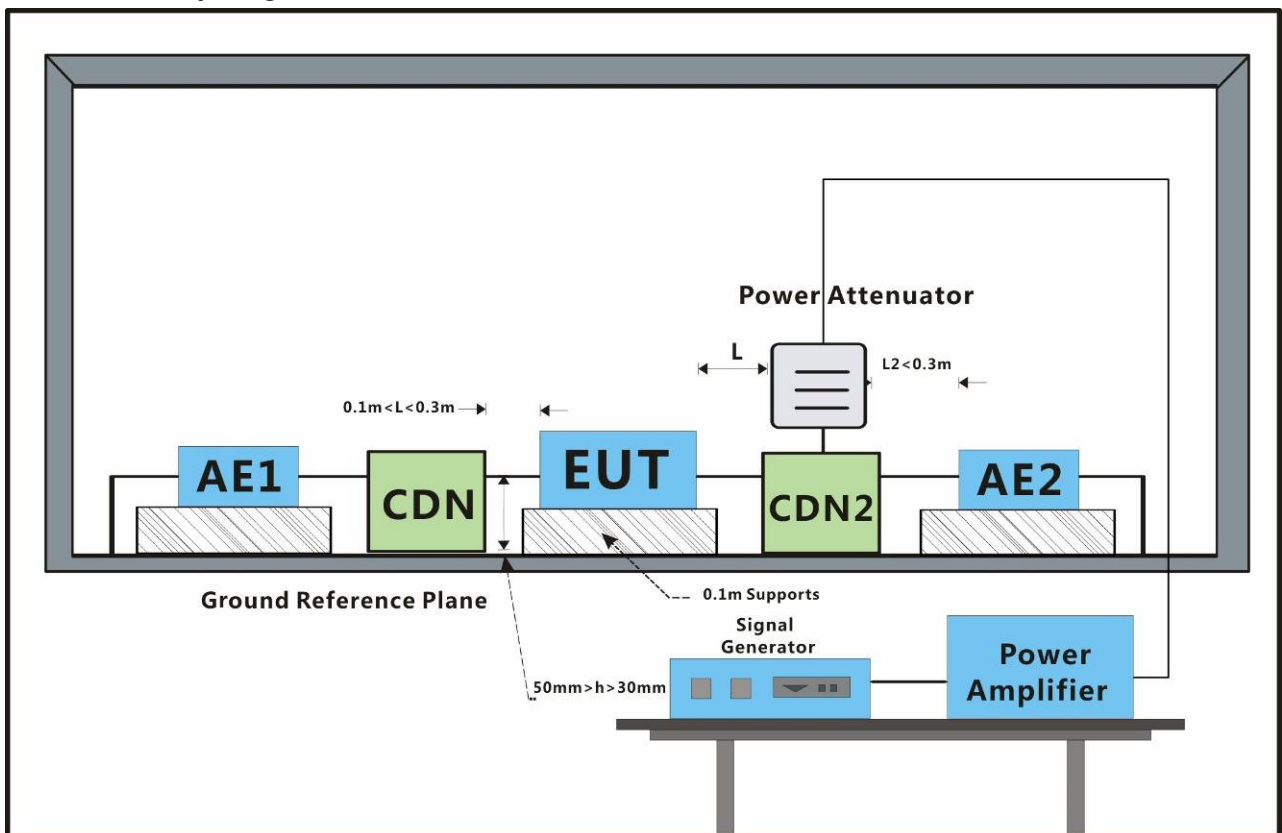 Power Attenuator
L
L2<0.3m
0.1m<L<0.3m
AE1
CDN
EUT
CDN2
AE2
Ground Reference Plane
0.1m Supports
Signal
Generator
50mm>h>30mm
Power
Amplifier